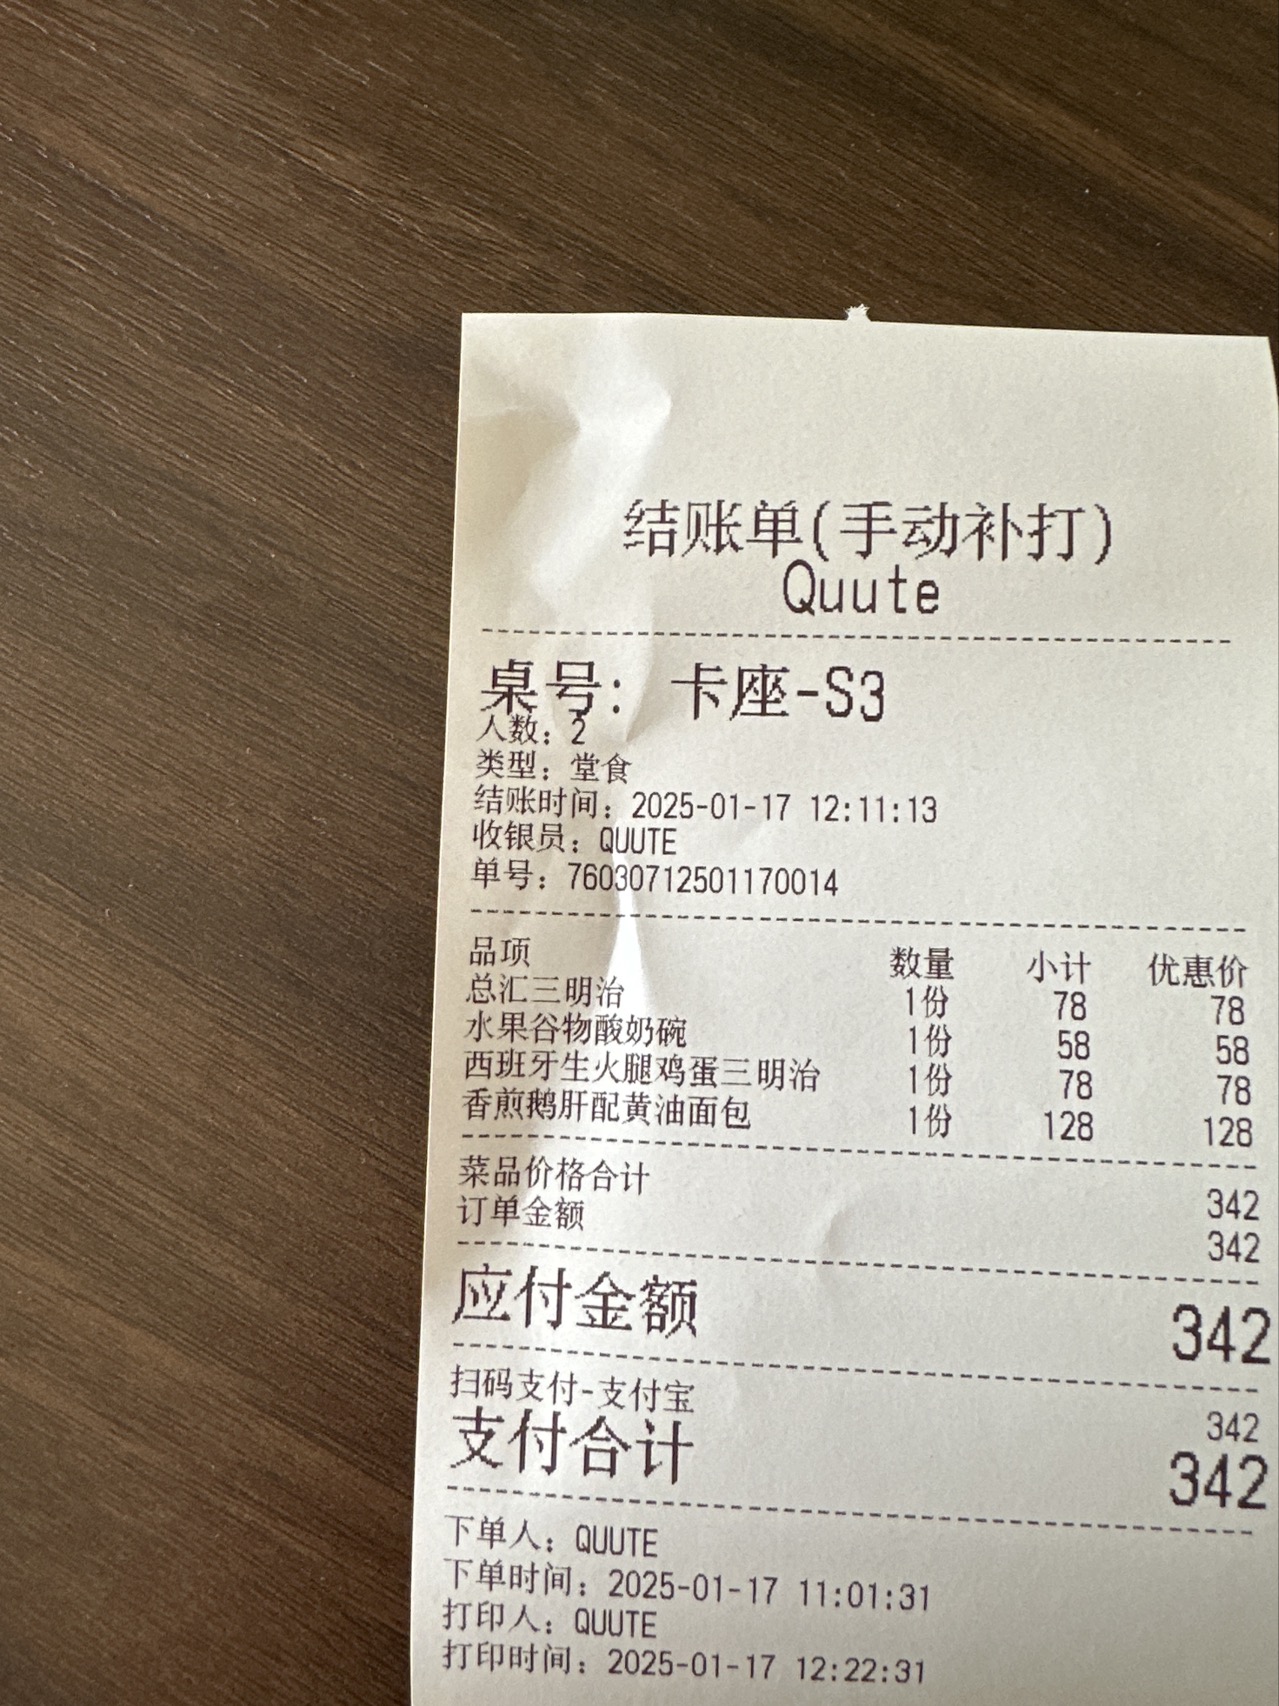 结账单(手动补打)
Quute
桌号: 卡座-S3
人数: 2
类型: 堂食
结账时间: 2025-01-17 12:11:13
收银员: QUUTE
单号: 76030712501170014
品项 数量 小计 优惠价
总汇三明治 1份 78 78
水果谷物酸奶碗 1份 58 58
西班牙生火腿鸡蛋三明治 1份 78 78
香煎鹅肝配黄油面包 1份 128 128
菜品价格合计 342
订单金额 342
应付金额 342
扫码支付-支付宝 342
支付合计 342
下单人: QUUTE
下单时间: 2025-01-17 11:01:31
打印人: QUUTE
打印时间: 2025-01-17 12:22:31